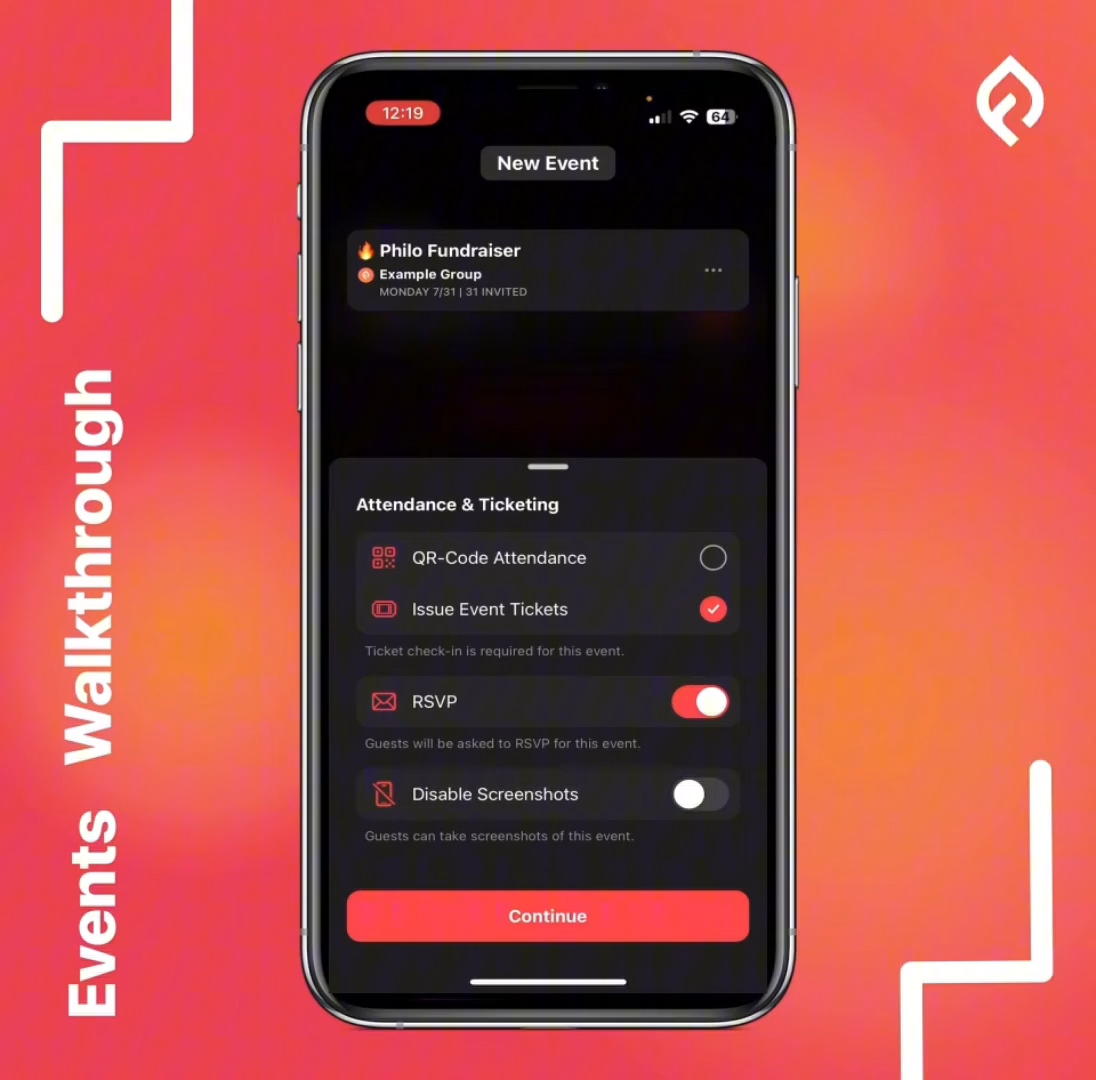 Events Walkthrough
12:19
64
New Event
🔥 Philo Fundraiser
Example Group
MONDAY 7/31 | 31 INVITED
Attendance & Ticketing
QR-Code Attendance
Issue Event Tickets
Ticket check-in is required for this event.
RSVP
Guests will be asked to RSVP for this event.
Disable Screenshots
Guests can take screenshots of this event.
Continue